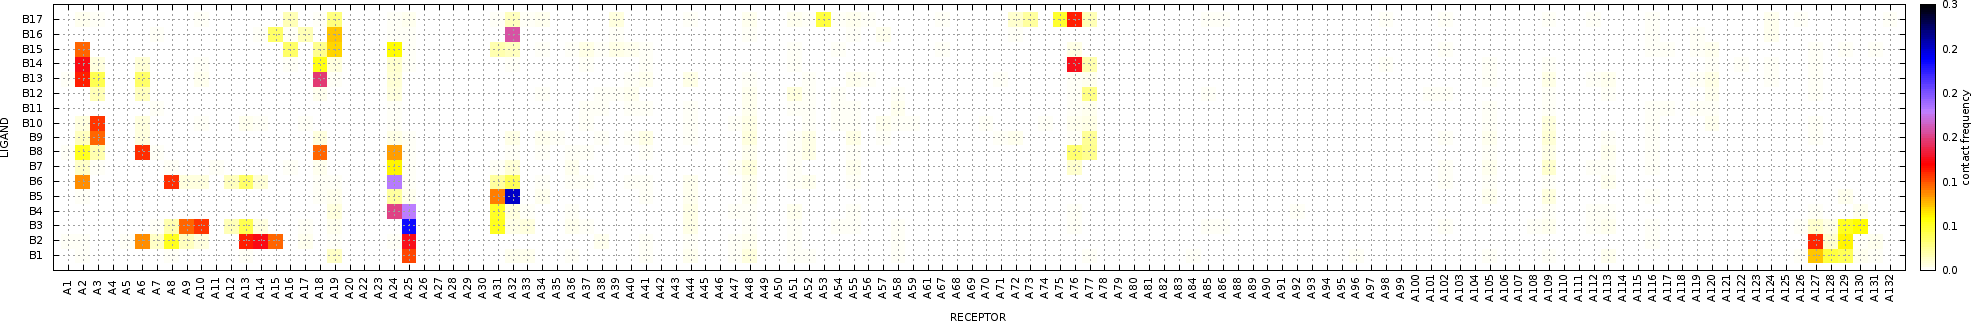 LIGAND
B17
B16
B15
B14
B13
B12
B11
B10
B9
B8
B7
B6
B5
B4
B3
B2
B1
A1 A2 A3 A4 A5 A6 A7 A8 A9 A10 A11 A12 A13 A14 A15 A16 A17 A18 A19 A20 A22 A23 A24 A25 A26 A27 A28 A29 A30 A31 A32 A33 A34 A35 A36 A37 A38 A39 A40 A41 A42 A43 A44 A45 A46 A47 A48 A49 A50 A51 A52 A53 A54 A55 A56 A57 A58 A59 A61 A67 A68 A69 A70 A71 A72 A73 A74 A75 A76 A77 A78 A79 A80 A81 A82 A83 A84 A85 A86 A88 A89 A90 A91 A92 A93 A94 A95 A96 A97 A98 A99 A100 A101 A102 A103 A104 A105 A106 A107 A108 A109 A110 A111 A112 A113 A114 A115 A116 A117 A118 A119 A120 A121 A122 A123 A124 A125 A126 A127 A128 A129 A130 A131 A132
RECEPTOR
0.3
0.2
0.2
0.2
0.1
0.1
0.0
contact frequency